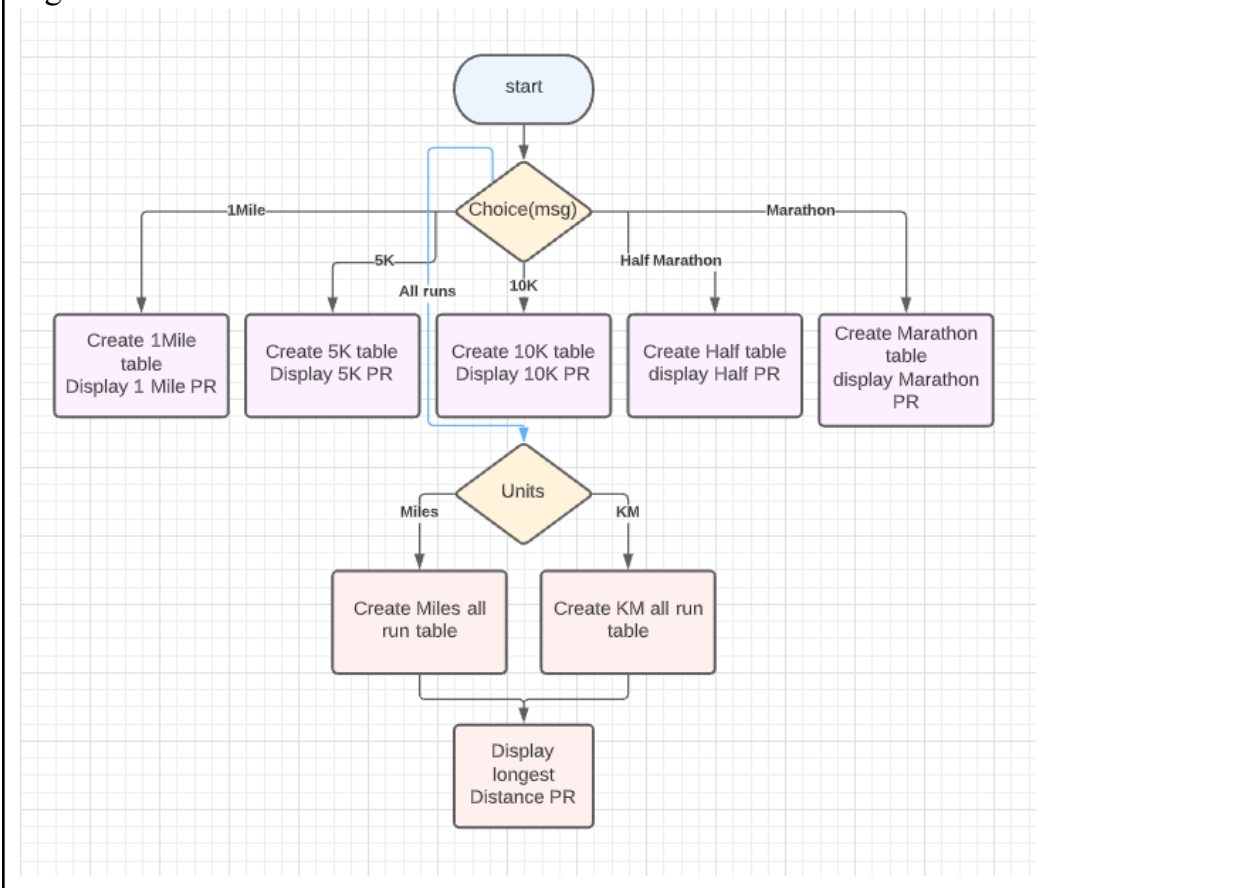 start
Choice(msg)
1Mile
Marathon
5K
Half Marathon
All runs
10K
Create 1Mile
table
Display 1 Mile PR
Create 5K table
Display 5K PR
Create 10K table
Display 10K PR
Create Half table
display Half PR
Create Marathon
table
display Marathon
PR
Units
Miles
KM
Create Miles all
run table
Create KM all run
table
Display
longest
Distance PR